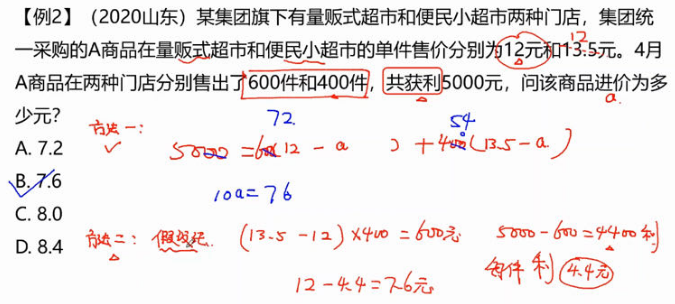 【例2】（2020山东）某集团旗下有量贩式超市和便民小超市两种门店，集团统
一采购的A商品在量贩式超市和便民小超市的单件售价分别为12元和13.5元。4月
-12
A商品在两种门店分别售出了600件和400件，共获利5000元，问该商品进价为多
a.
少元？
72 54
方法一：
5000 = 600(12 - a ) + 400(13.5 - a)
A. 7.2
B. 7.6
10a = 76
C. 8.0
D. 8.4
方法二： (13.5 - 12) × 400 = 600元 5000 - 600 = 4400 利
12 - 4.4 = 7.6元 每件利 4.4元